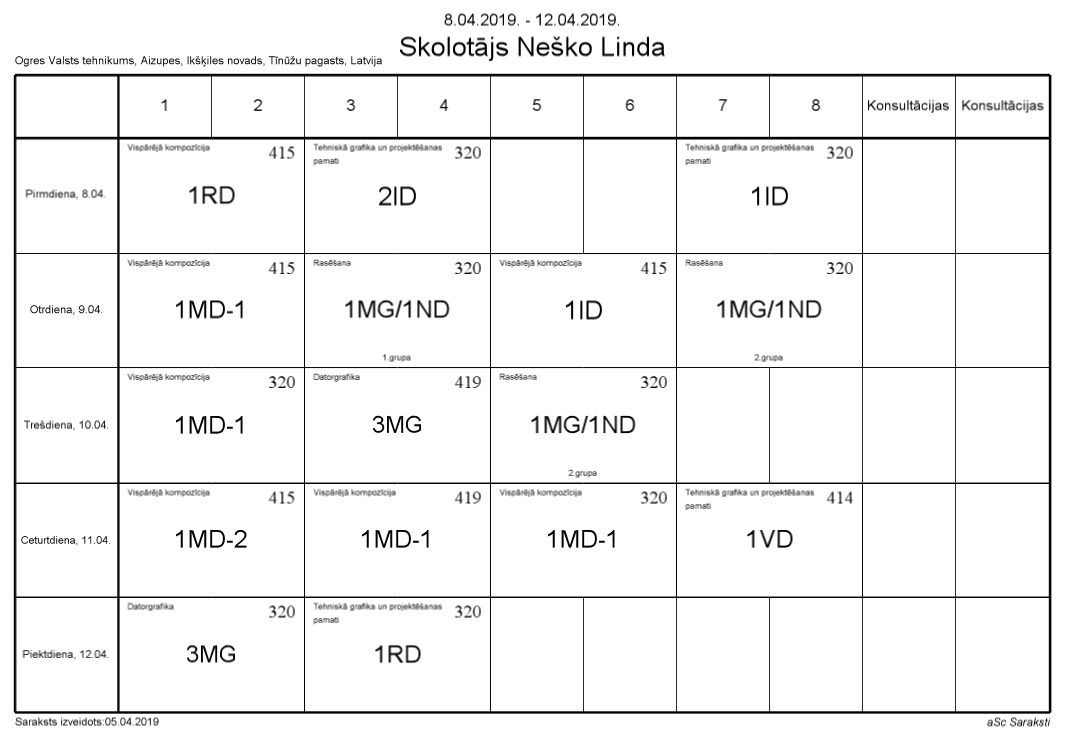 8.04.2019. - 12.04.2019.
Skolotājs Neško Linda
Ogres Valsts tehnikums, Aizupes, Ikšķiles novads, Tīnūžu pagasts, Latvija
1 2 3 4 5 6 7 8 Konsultācijas Konsultācijas
Pirmdiena, 8.04.
Vispārējā kompozīcija 415
1RD
Tehniskā grafika un projektēšanas 320
pamati
2ID
Tehniskā grafika un projektēšanas 320
pamati
1ID
Otrdiena, 9.04.
Vispārējā kompozīcija 415
1MD-1
Rasēšana 320
1MG/1ND
1.grupa
Vispārējā kompozīcija 415
1ID
Rasēšana 320
1MG/1ND
2.grupa
Trešdiena, 10.04.
Vispārējā kompozīcija 320
1MD-1
Datorgrafika 419
3MG
Rasēšana 320
1MG/1ND
2.grupa
Ceturtdiena, 11.04.
Vispārējā kompozīcija 415
1MD-2
Vispārējā kompozīcija 419
1MD-1
Vispārējā kompozīcija 320
1MD-1
Tehniskā grafika un projektēšanas 414
pamati
1VD
Piektdiena, 12.04.
Datorgrafika 320
3MG
Tehniskā grafika un projektēšanas 320
pamati
1RD
Saraksts izveidots:05.04.2019
aSc Saraksti